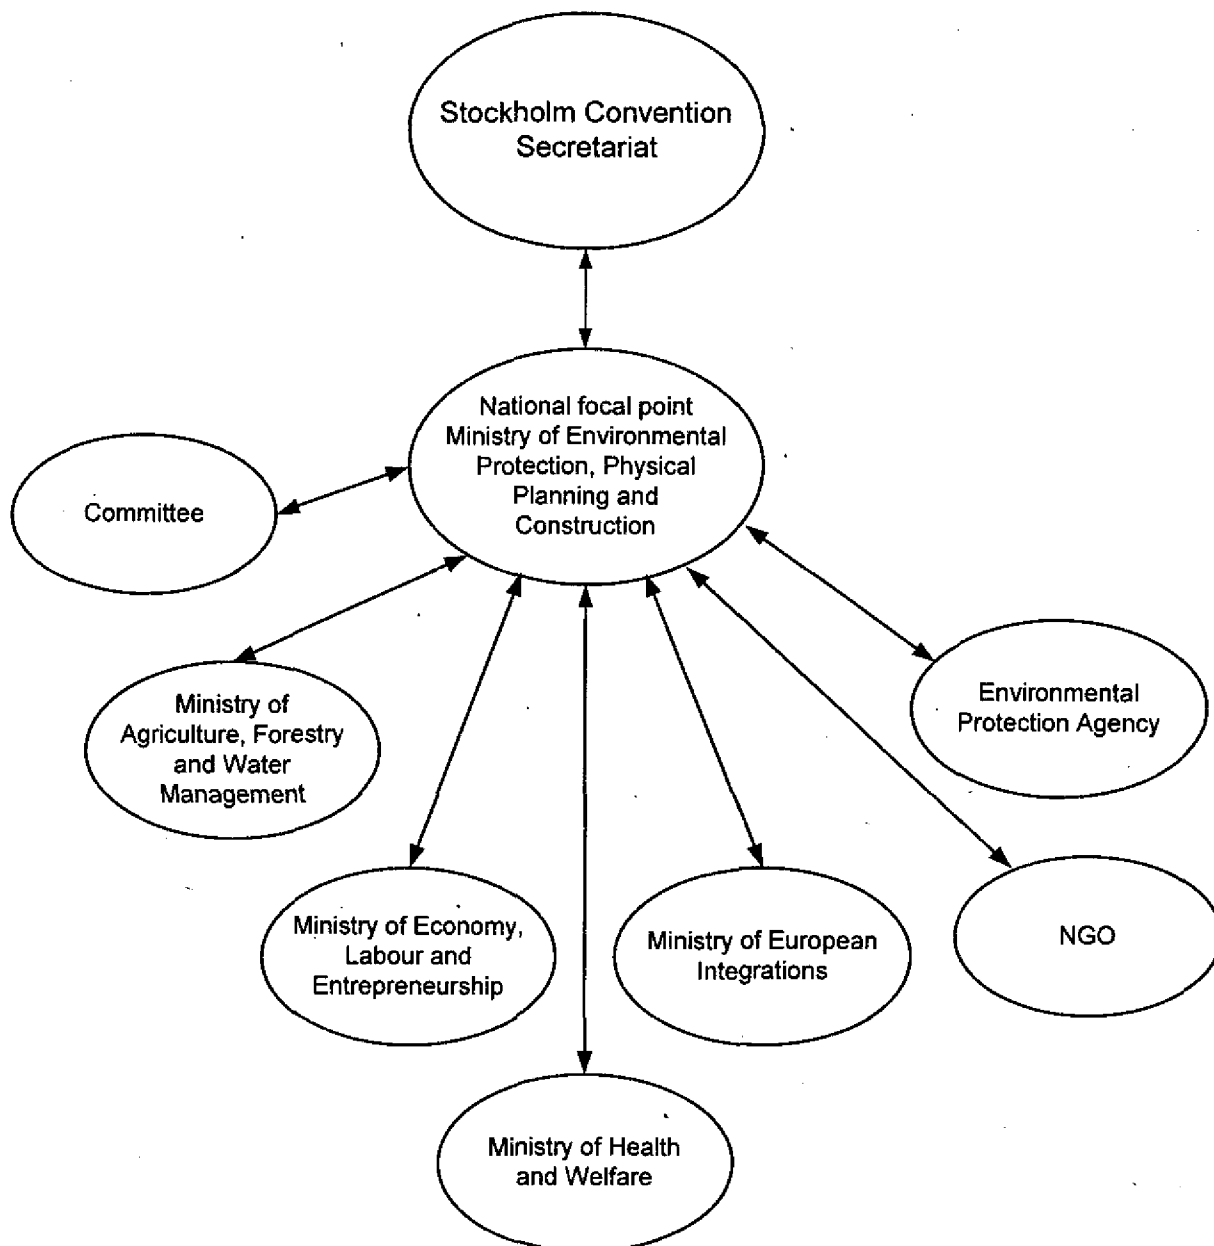 Stockholm Convention
Secretariat
National focal point
Ministry of Environmental
Protection, Physical
Planning and
Construction
Committee
Ministry of
Agriculture, Forestry
and Water
Management
Environmental
Protection Agency
Ministry of Economy,
Labour and
Entrepreneurship
Ministry of European
Integrations
NGO
Ministry of Health
and Welfare